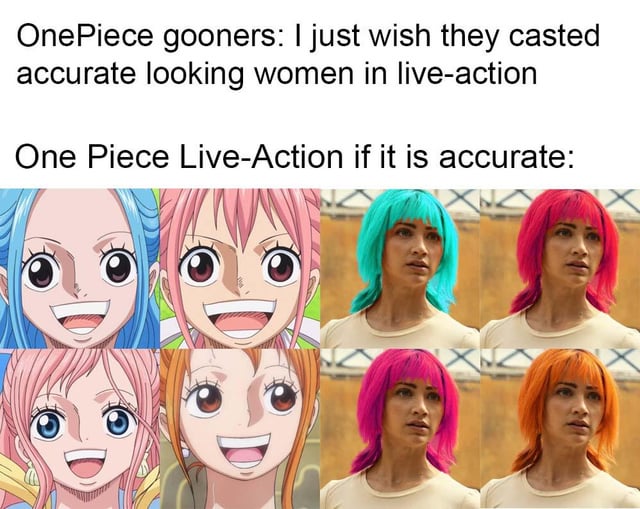 OnePiece gooners: I just wish they casted
accurate looking women in live-action
One Piece Live-Action if it is accurate: